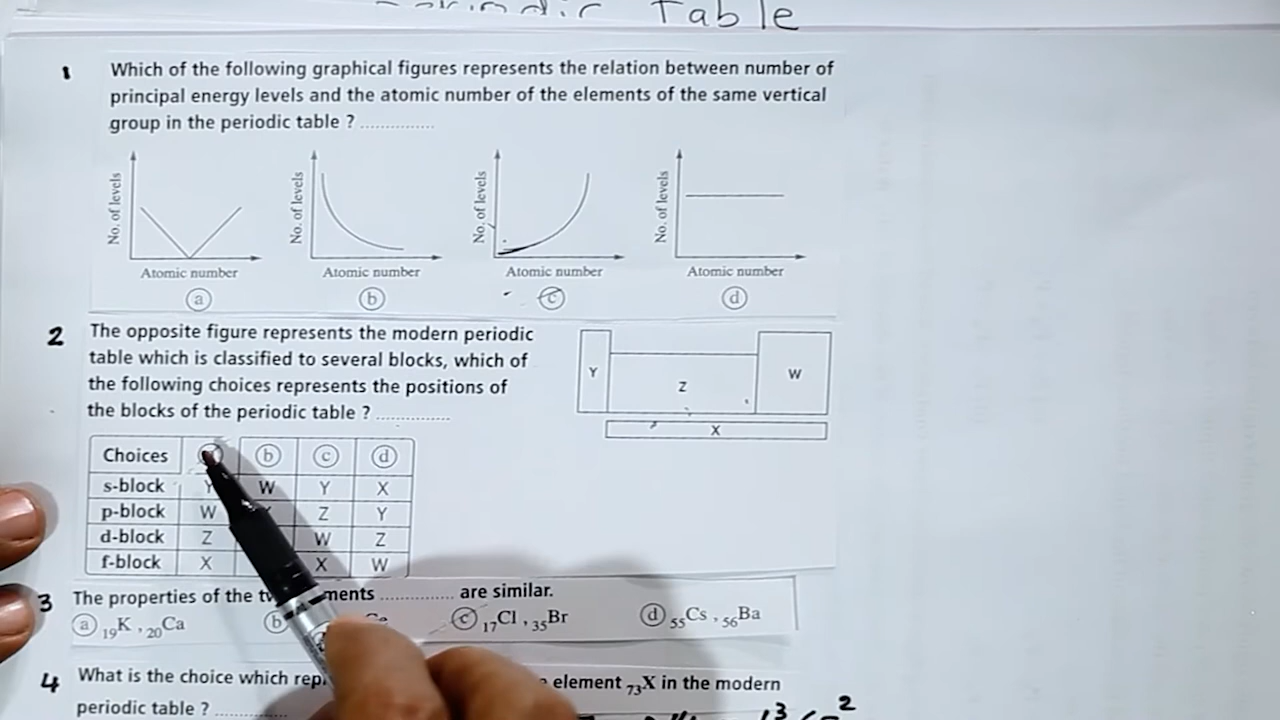 Table
1 Which of the following graphical figures represents the relation between number of
principal energy levels and the atomic number of the elements of the same vertical
group in the periodic table ? ..............
No. of levels No. of levels No. of levels No. of levels
Atomic number Atomic number Atomic number Atomic number
a b c d
2 The opposite figure represents the modern periodic
table which is classified to several blocks, which of
the following choices represents the positions of
the blocks of the periodic table ? ..............
Y Z W
X
Choices b c d
s-block Y W Y X
p-block W Z Y
d-block Z W Z
f-block X X W
3 The properties of the ..............  are similar.
a 19K , 20Ca b c 17Cl , 35Br d 55Cs , 56Ba
4 What is the choice which element 73X in the modern
periodic table ? ..............